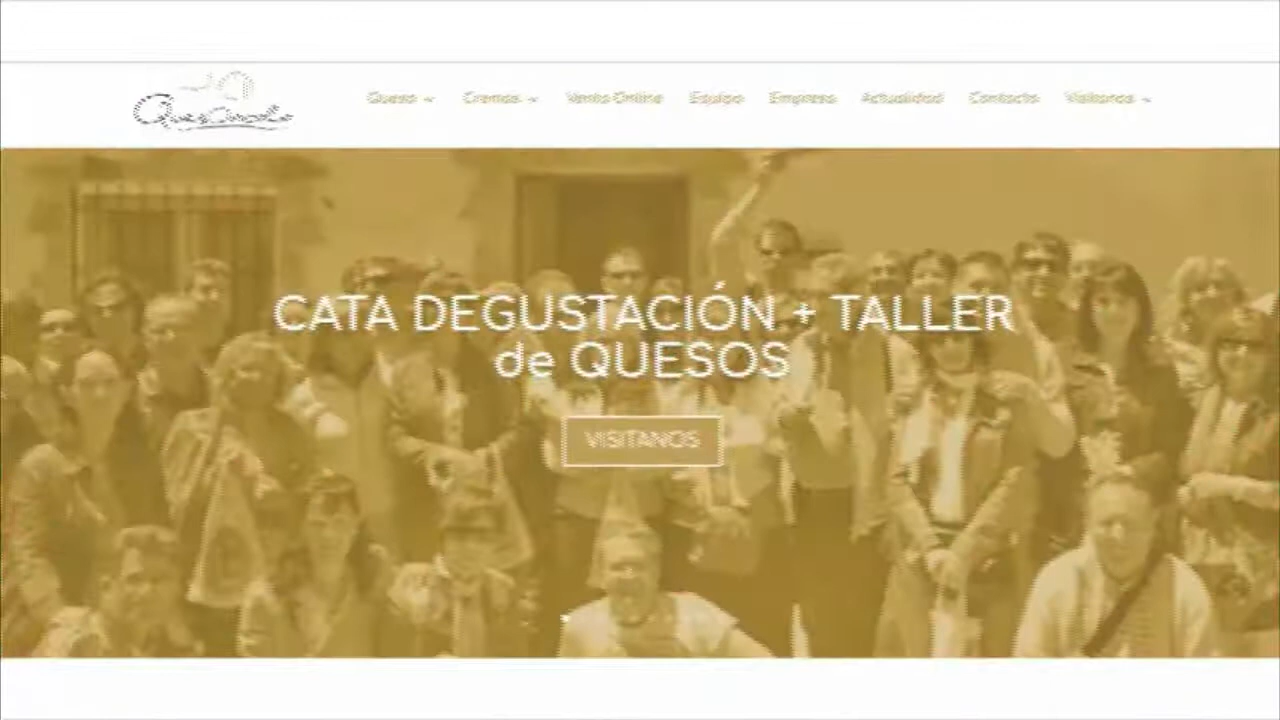 Queso Cremas Venta Online Equipo Empresa Actualidad Contacto Visítanos
CATA DEGUSTACIÓN + TALLER
de QUESOS
VISITANOS